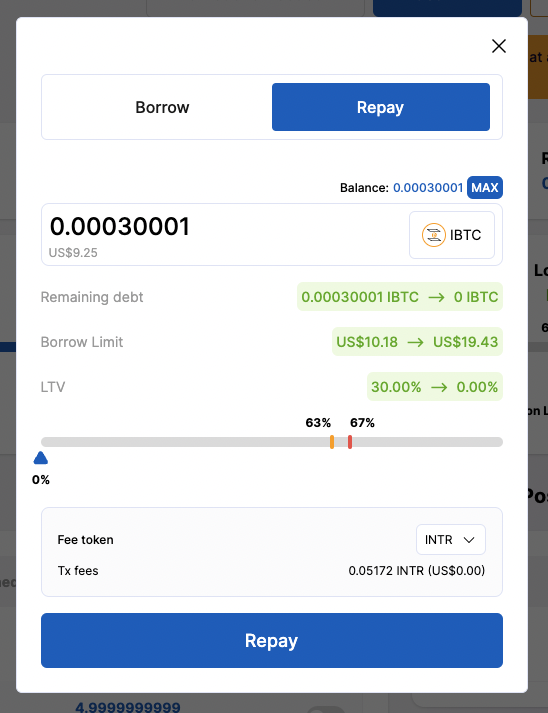 at a
Borrow
Repay
Balance: 0.00030001 MAX
0.00030001
US$9.25
IBTC
Remaining debt
0.00030001 IBTC → 0 IBTC
Borrow Limit
US$10.18 → US$19.43
LTV
30.00% → 0.00%
63%
67%
0%
Fee token
INTR
Tx fees
0.05172 INTR (US$0.00)
Repay
4.9999999999